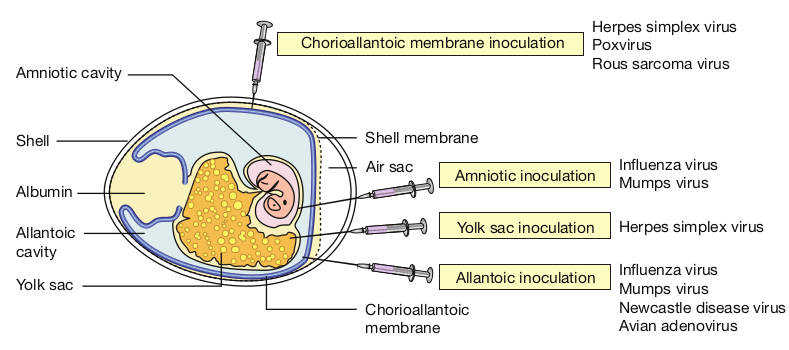 Chorioallantoic membrane inoculation
Herpes simplex virus
Poxvirus
Rous sarcoma virus
Amniotic cavity
Shell
Albumin
Allantoic
cavity
Yolk sac
Shell membrane
Air sac
Amniotic inoculation
Influenza virus
Mumps virus
Yolk sac inoculation
Herpes simplex virus
Allantoic inoculation
Influenza virus
Mumps virus
Newcastle disease virus
Avian adenovirus
Chorioallantoic
membrane